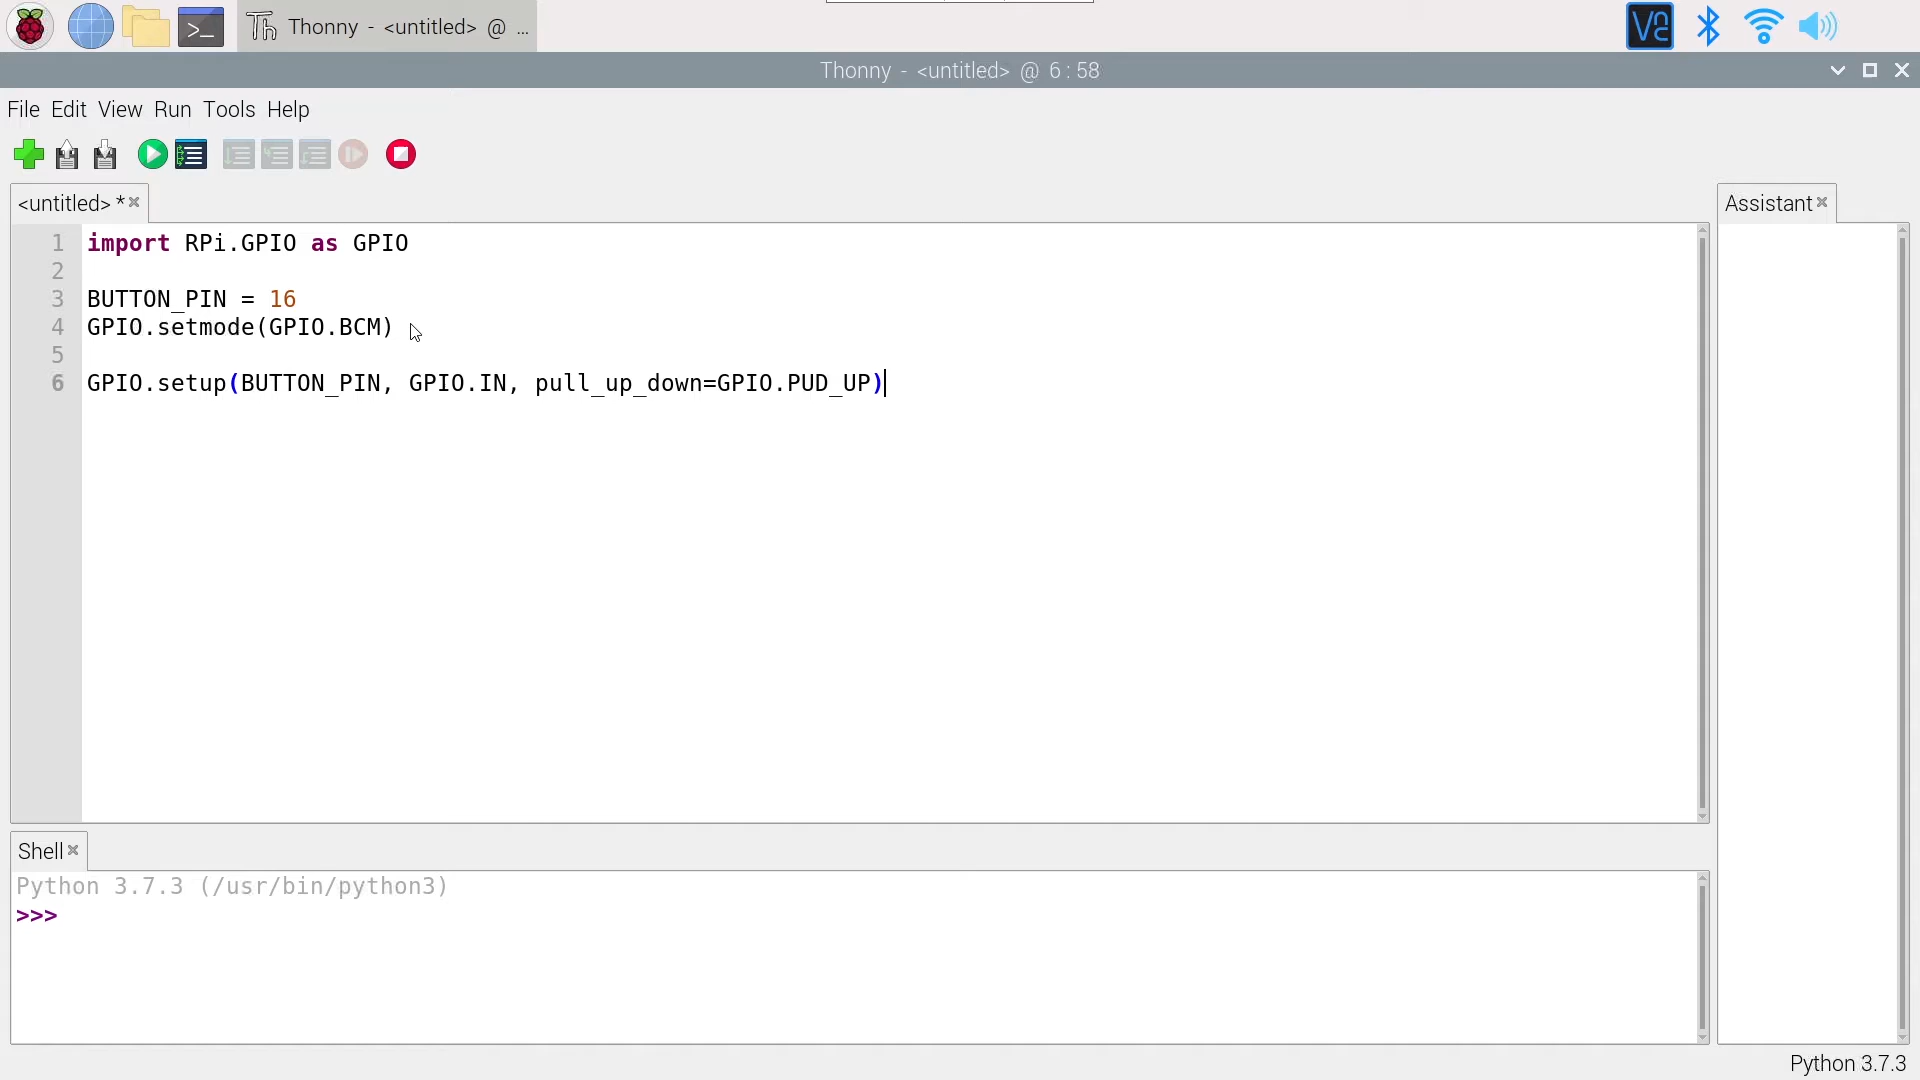 Thonny - <untitled> @ ...
Thonny - <untitled> @ 6 : 58
File Edit View Run Tools Help
<untitled> *
Assistant
1 import RPi.GPIO as GPIO
2
3 BUTTON_PIN = 16
4 GPIO.setmode(GPIO.BCM)
5
6 GPIO.setup(BUTTON_PIN, GPIO.IN, pull_up_down=GPIO.PUD_UP)
Shell
Python 3.7.3 (/usr/bin/python3)
>>>
Python 3.7.3